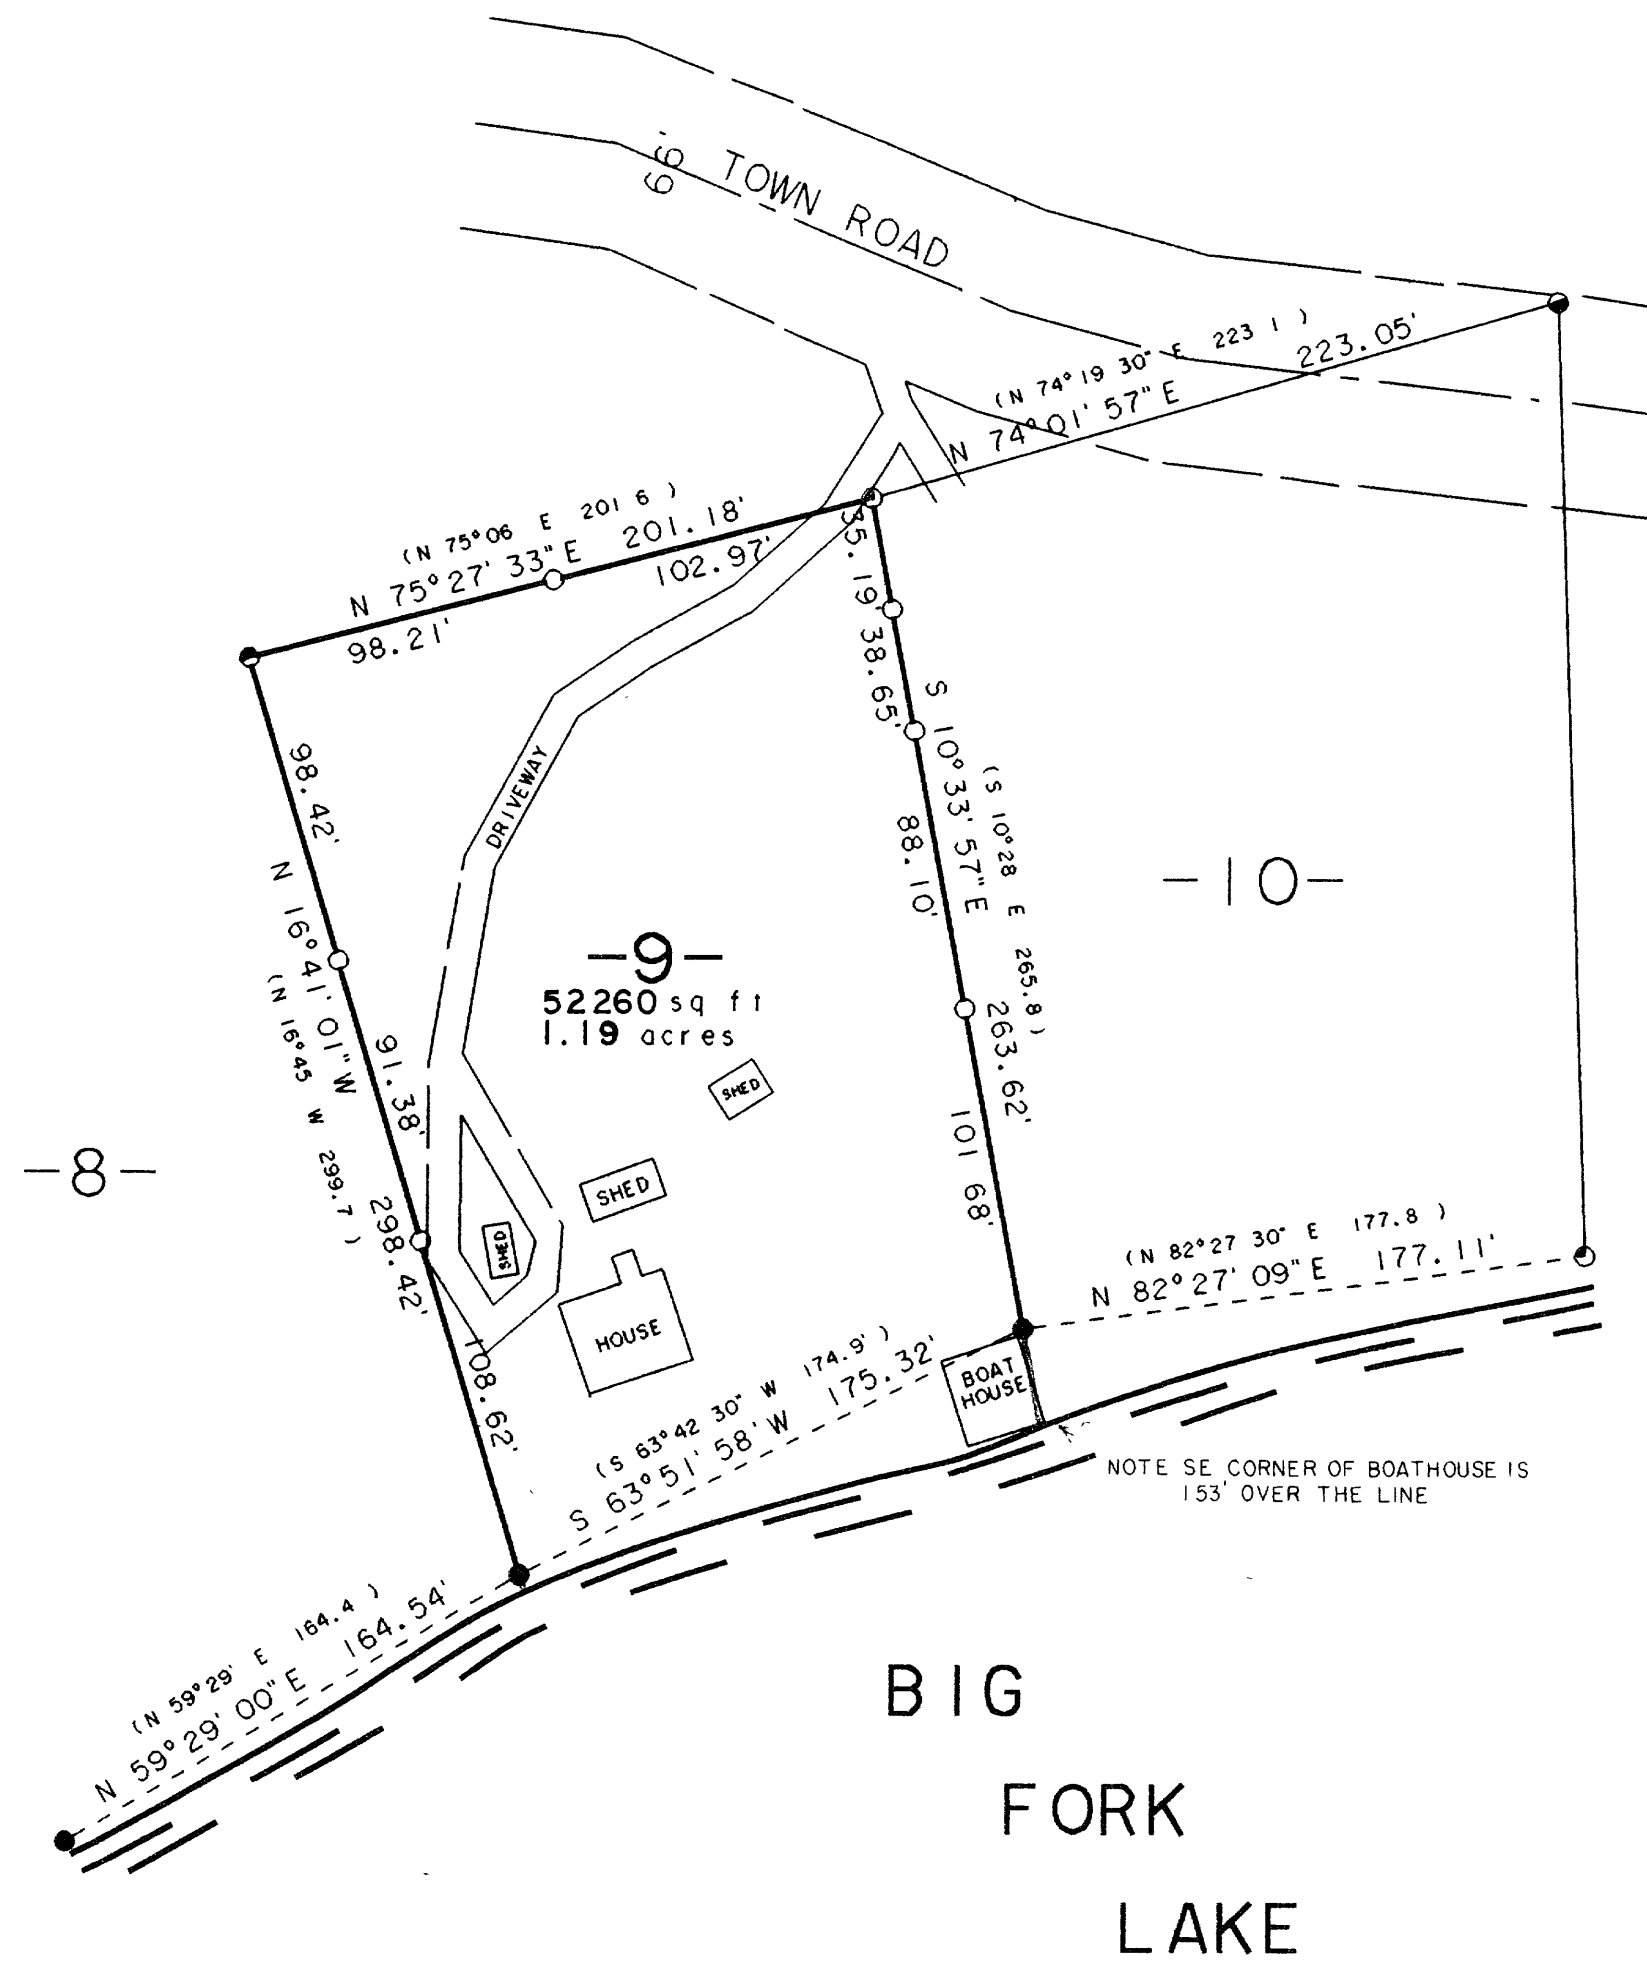 66'
TOWN ROAD
(N 74° 19 30" E 223 1 )
N 74° 01' 57" E 223.05'
(N 75° 06 E 201 6 )
N 75° 27' 33" E 201.18'
98.21'
102.97'
35.19'
38.65'
88.10'
101 68'
S 10° 33' 57" E 263.62'
(S 10° 28 E 265.8 )
98.42'
N 16° 41' 01" W 298.42'
(N 16° 45 W 299.7 )
91.38'
108.62'
DRIVEWAY
-9-
52260 sq ft
1.19 acres
-10-
-8-
SHED
SHED
SHED
HOUSE
BOAT
HOUSE
(N 82° 27 30" E 177.8 )
N 82° 27' 09" E 177.11'
(S 63° 42 30" W 174.9' )
S 63° 51' 58' W 175.32'
NOTE SE CORNER OF BOATHOUSE IS
1 53' OVER THE LINE
(N 59° 29' E 164.4 )
N 59° 29' 00" E 164.54'
BIG
FORK
LAKE